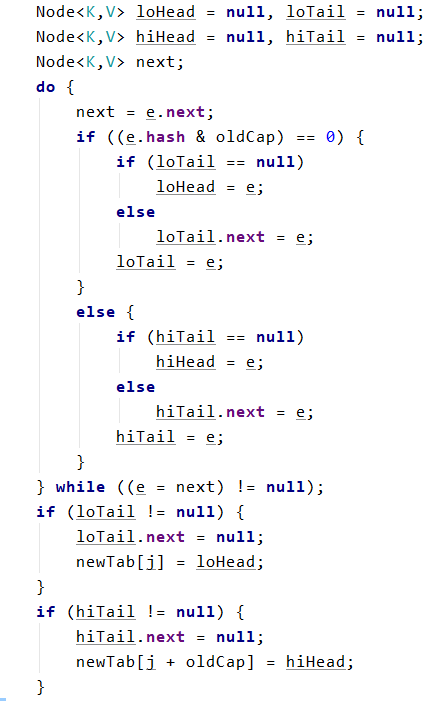 Node<K,V> loHead = null, loTail = null;
Node<K,V> hiHead = null, hiTail = null;
Node<K,V> next;
do {
    next = e.next;
    if ((e.hash & oldCap) == 0) {
        if (loTail == null)
            loHead = e;
        else
            loTail.next = e;
        loTail = e;
    }
    else {
        if (hiTail == null)
            hiHead = e;
        else
            hiTail.next = e;
        hiTail = e;
    }
} while ((e = next) != null);
if (loTail != null) {
    loTail.next = null;
    newTab[j] = loHead;
}
if (hiTail != null) {
    hiTail.next = null;
    newTab[j + oldCap] = hiHead;
}